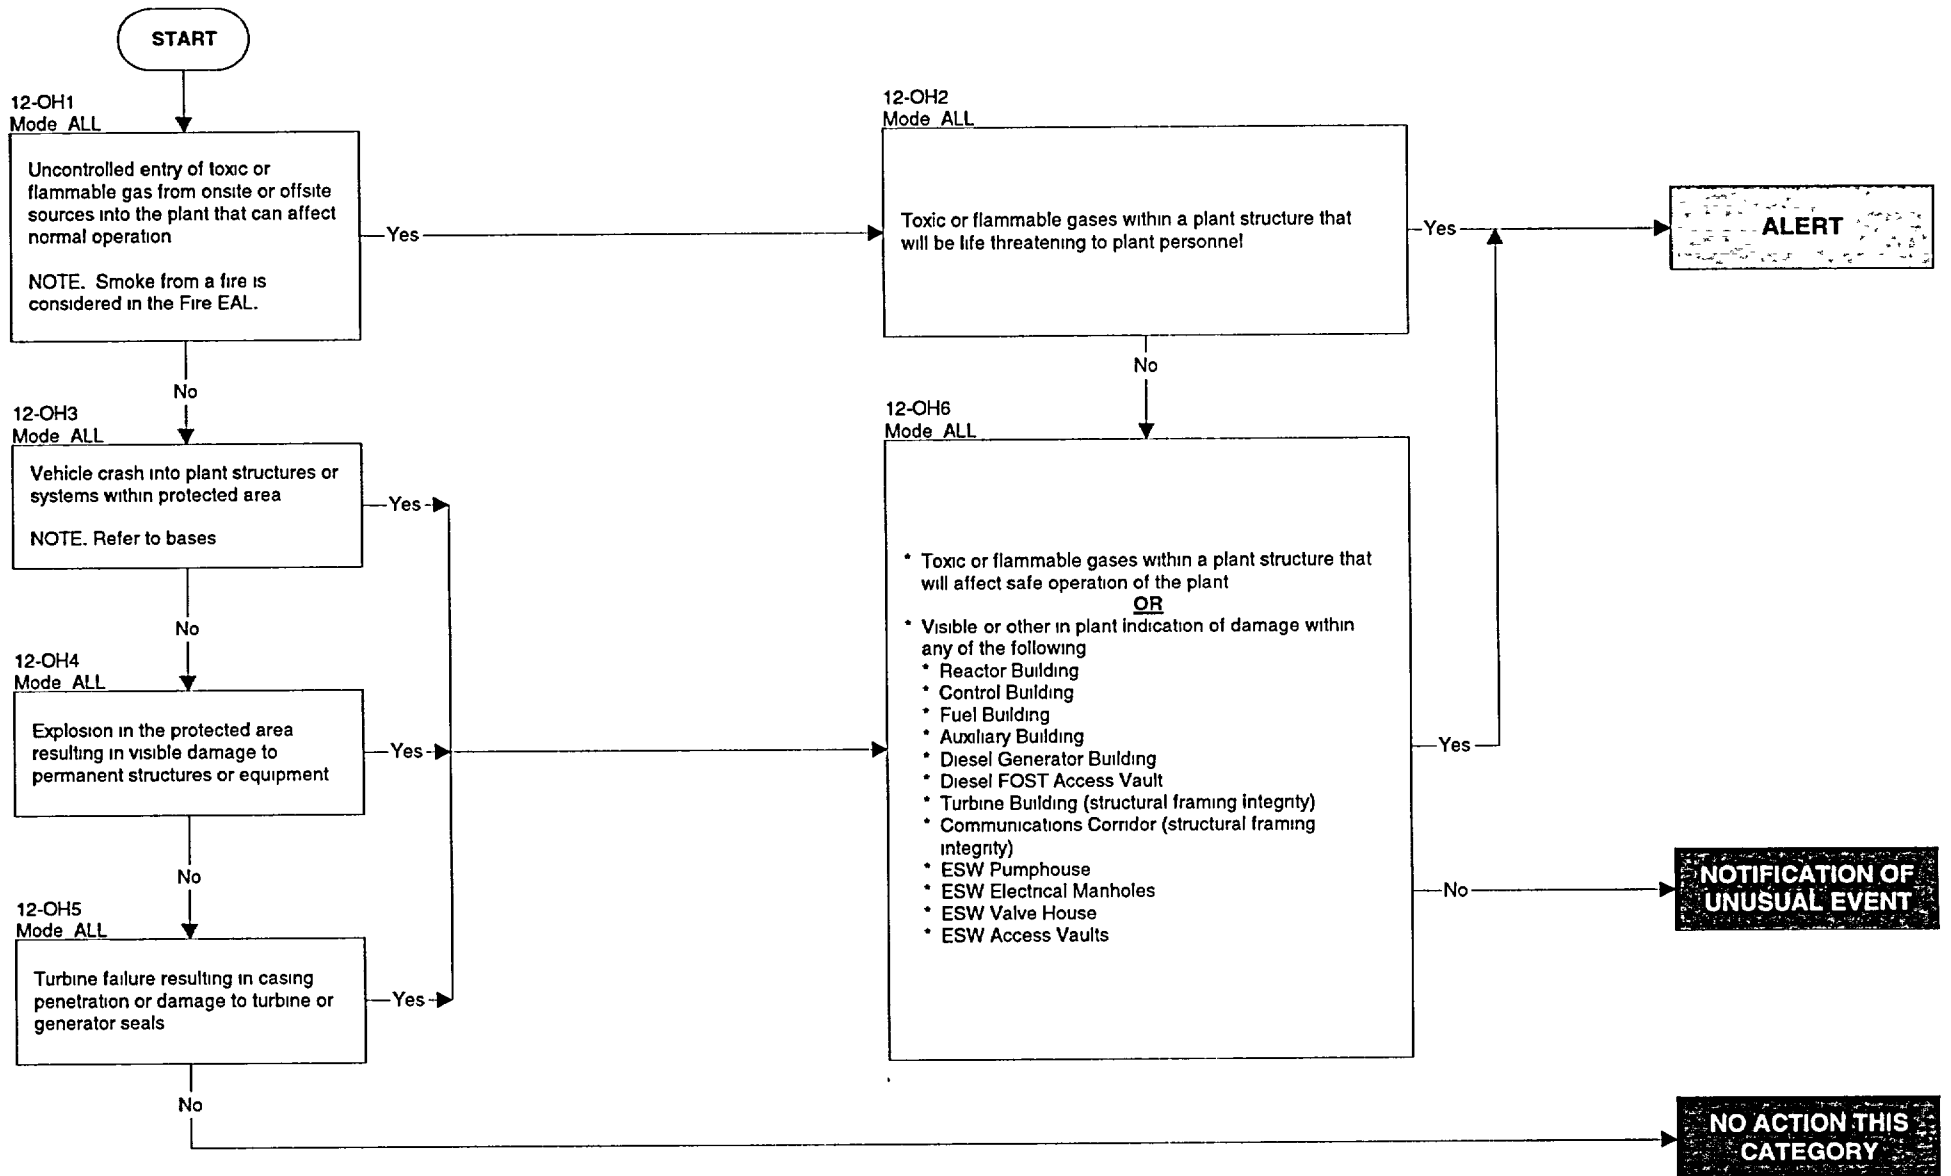 START
12-OH1
Mode ALL
Uncontrolled entry of toxic or
flammable gas from onsite or offsite
sources into the plant that can affect
normal operation
NOTE. Smoke from a fire is
considered in the Fire EAL.
Yes
12-OH2
Mode ALL
Toxic or flammable gases within a plant structure that
will be life threatening to plant personnel
Yes
ALERT
No
No
12-OH3
Mode ALL
Vehicle crash into plant structures or
systems within protected area
NOTE. Refer to bases
Yes
No
12-OH4
Mode ALL
Explosion in the protected area
resulting in visible damage to
permanent structures or equipment
Yes
No
12-OH5
Mode ALL
Turbine failure resulting in casing
penetration or damage to turbine or
generator seals
Yes
No
12-OH6
Mode ALL
* Toxic or flammable gases within a plant structure that
will affect safe operation of the plant
OR
* Visible or other in plant indication of damage within
any of the following
* Reactor Building
* Control Building
* Fuel Building
* Auxiliary Building
* Diesel Generator Building
* Diesel FOST Access Vault
* Turbine Building (structural framing integrity)
* Communications Corridor (structural framing
integrity)
* ESW Pumphouse
* ESW Electrical Manholes
* ESW Valve House
* ESW Access Vaults
Yes
No
NOTIFICATION OF
UNUSUAL EVENT
NO ACTION THIS
CATEGORY